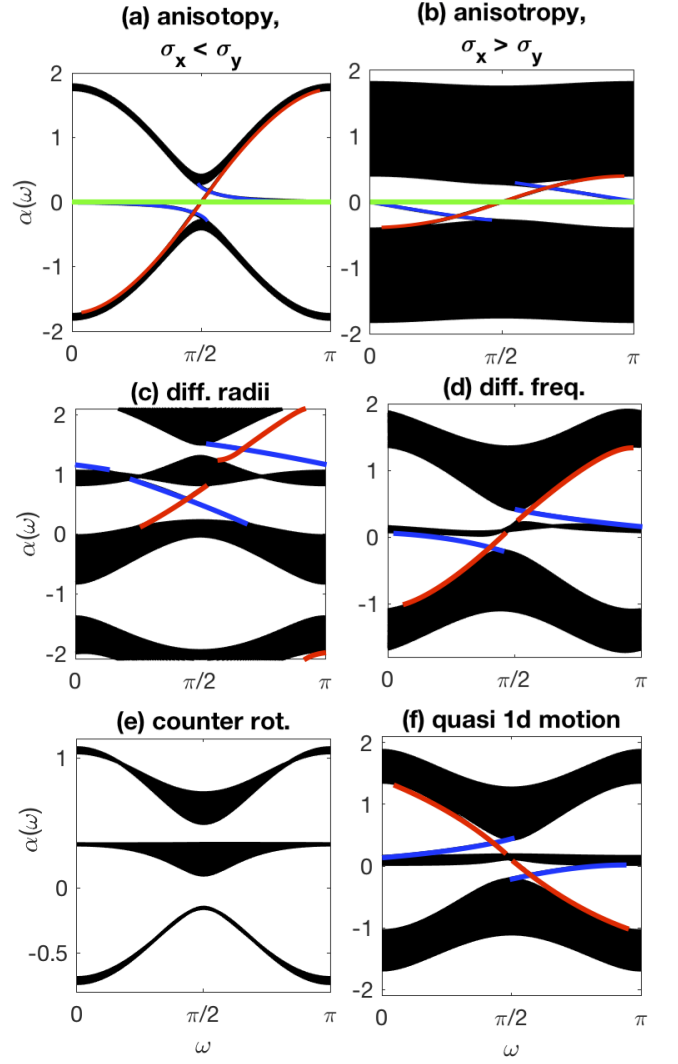 (a) anisotopy,
σx < σy
(b) anisotropy,
σx > σy
α(ω)
2
1
0
-1
-2
0
π/2
π
2
1
0
-1
-2
0
π/2
π
(c) diff. radii
(d) diff. freq.
α(ω)
2
1
0
-1
-2
0
π/2
π
2
1
0
-1
0
π/2
π
(e) counter rot.
(f) quasi 1d motion
α(ω)
1
0
-0.5
0
π/2
π
ω
2
1
0
-1
-2
0
π/2
π
ω